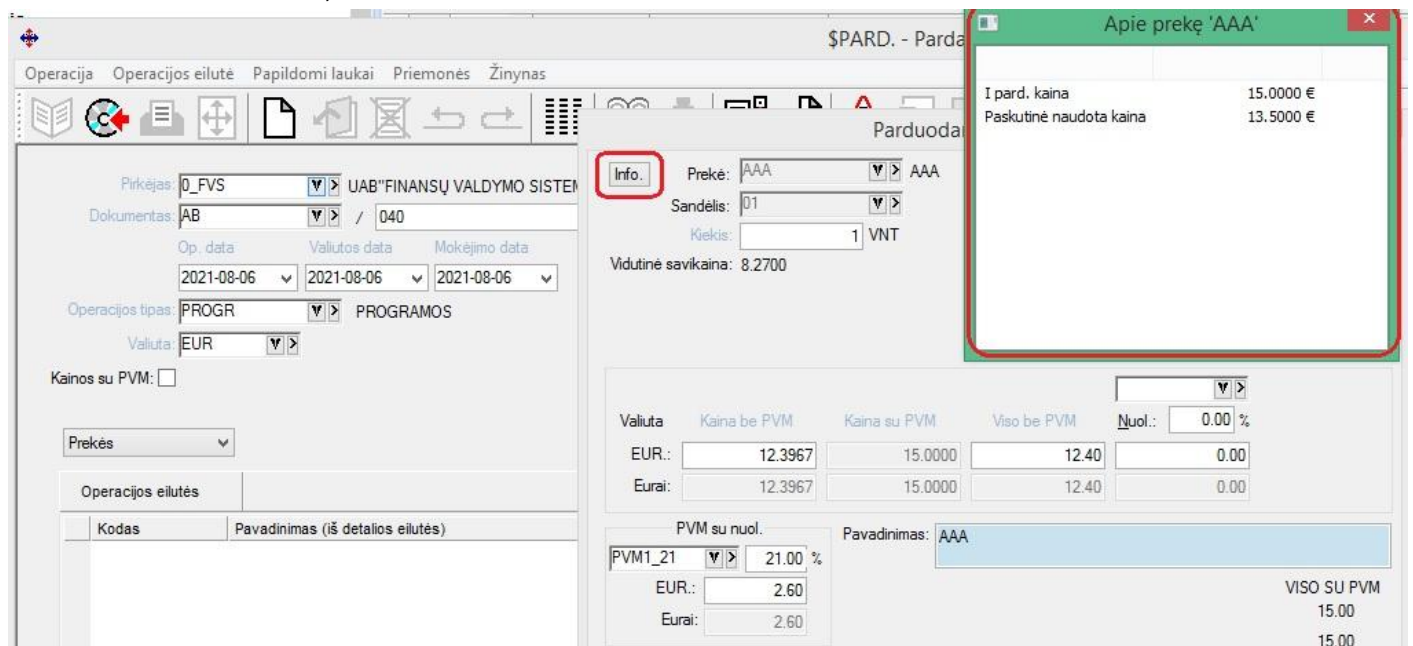 $PARD. - Parda
Apie prekę 'AAA'
Operacija Operacijos eilutė Papildomi laukai Priemonės Žinynas
I pard. kaina 15.0000 €
Paskutinė naudota kaina 13.5000 €
Parduodar
Info. Prekė: AAA AAA
Sandėlis: 01
Kiekis: 1 VNT
Vidutinė savikaina: 8.2700
Pirkėjas: 0_FVS UAB"FINANSŲ VALDYMO SISTEM
Dokumentas: AB / 040
Op. data Valiutos data Mokėjimo data
2021-08-06 2021-08-06 2021-08-06
Operacijos tipas: PROGR PROGRAMOS
Valiuta: EUR
Kainos su PVM:
Prekės
Operacijos eilutės
Kodas Pavadinimas (iš detalios eilutės)
Valiuta Kaina be PVM Kaina su PVM Viso be PVM Nuol.: 0.00 %
EUR.: 12.3967 15.0000 12.40 0.00
Eurai: 12.3967 15.0000 12.40 0.00
PVM su nuol.
PVM1_21 21.00 %
EUR.: 2.60
Eurai: 2.60
Pavadinimas: AAA
VISO SU PVM
15.00
15.00